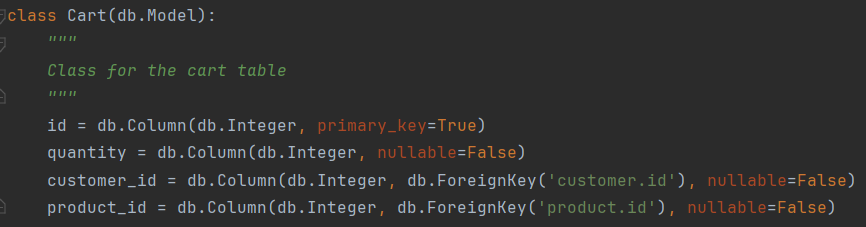 class Cart(db.Model):
    """
    Class for the cart table
    """
    id = db.Column(db.Integer, primary_key=True)
    quantity = db.Column(db.Integer, nullable=False)
    customer_id = db.Column(db.Integer, db.ForeignKey('customer.id'), nullable=False)
    product_id = db.Column(db.Integer, db.ForeignKey('product.id'), nullable=False)